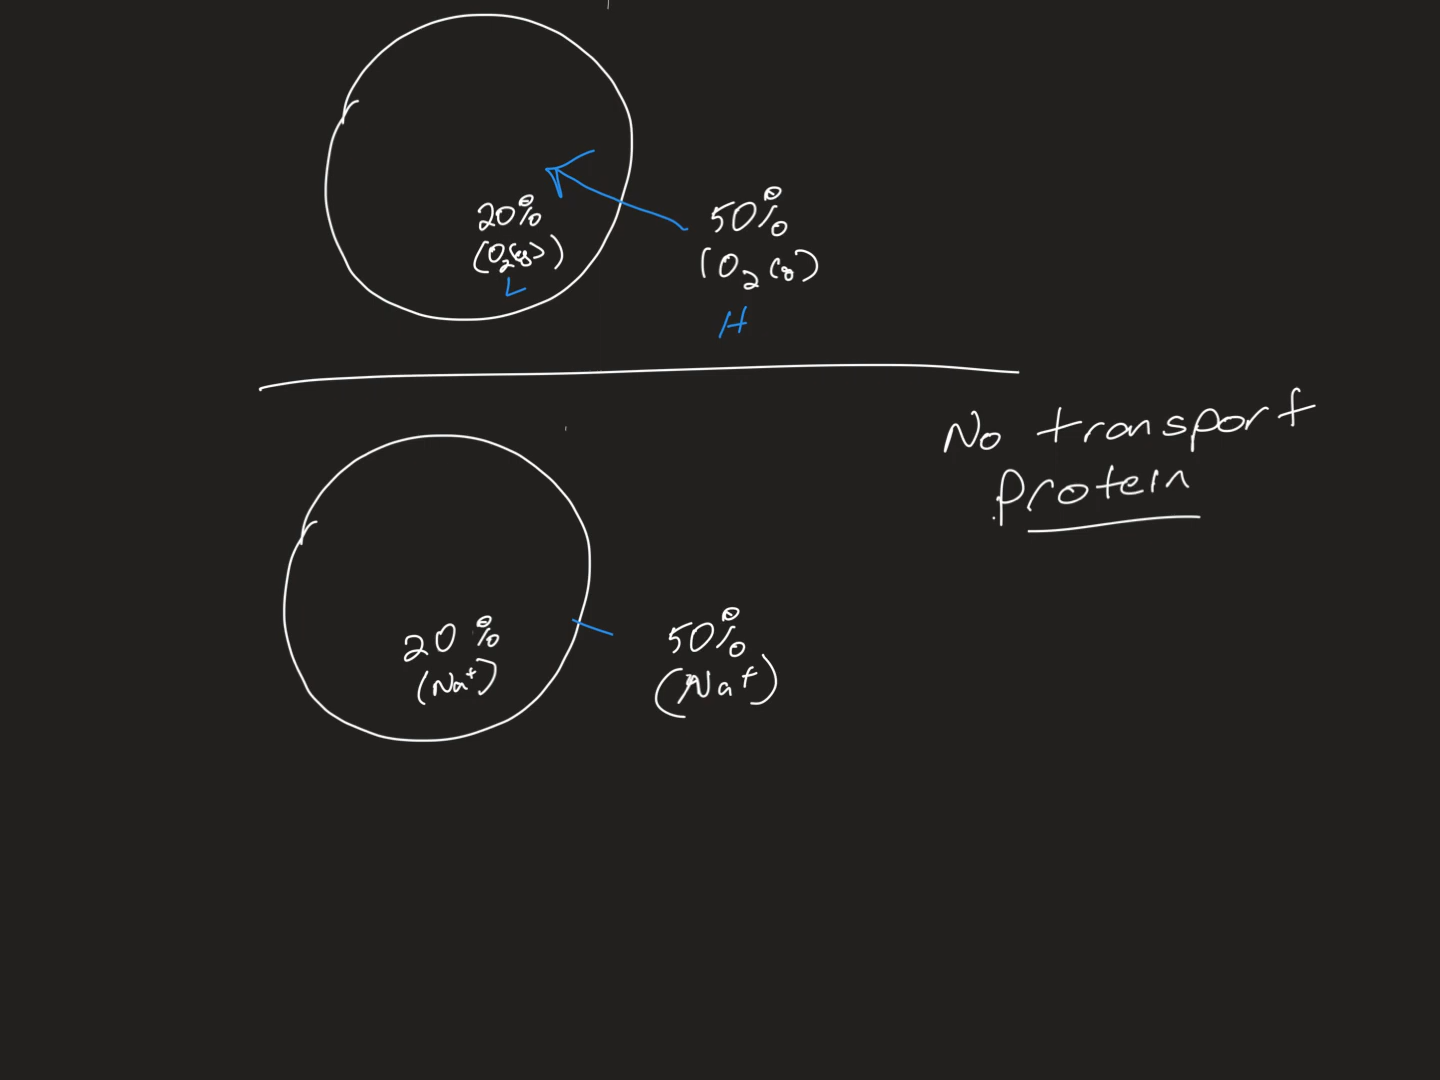 20% 50%
(O₂(g)) (O₂(g))
L H
No transport
Protein
20% 50%
(Na⁺) (Na⁺)